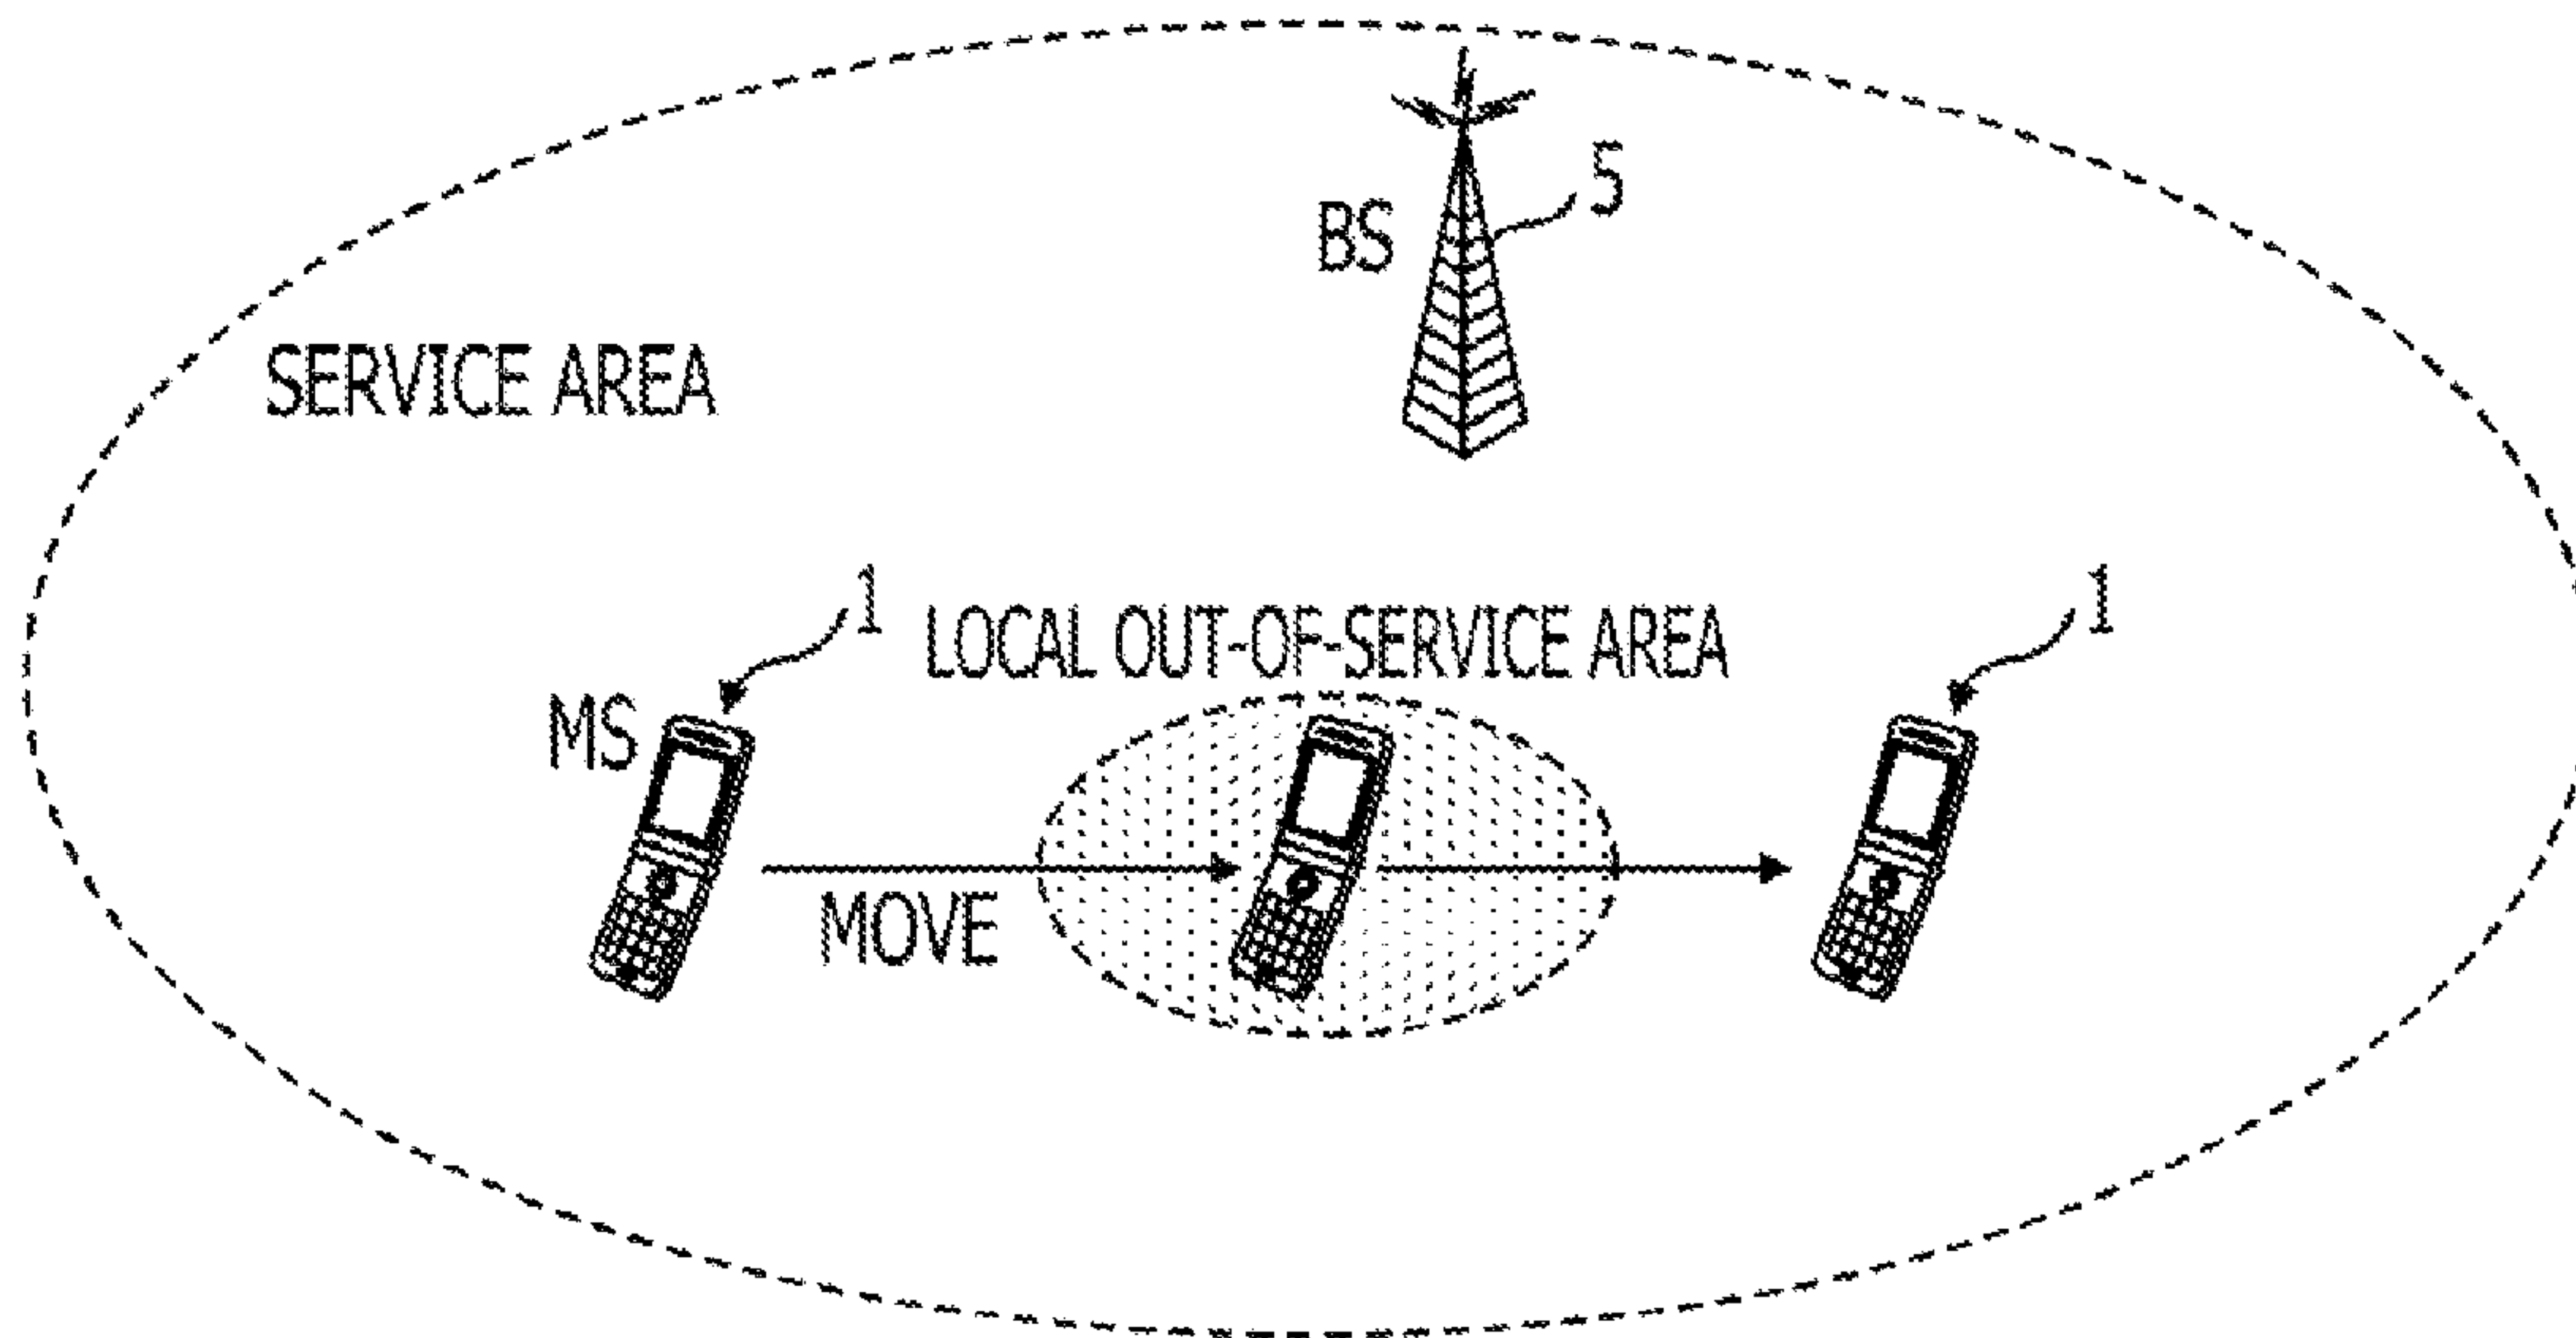 5
BS
SERVICE AREA
1
1
LOCAL OUT-OF-SERVICE AREA
MS
MOVE